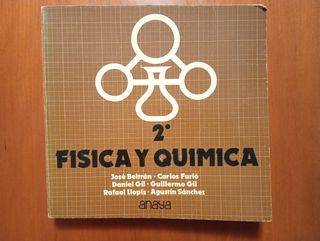 2º
FISICA Y QUIMICA
José Beltrán · Carlos Furió
Daniel Gil · Guillermo Gil
Rafael Llopis · Agustín Sánchez
anaya